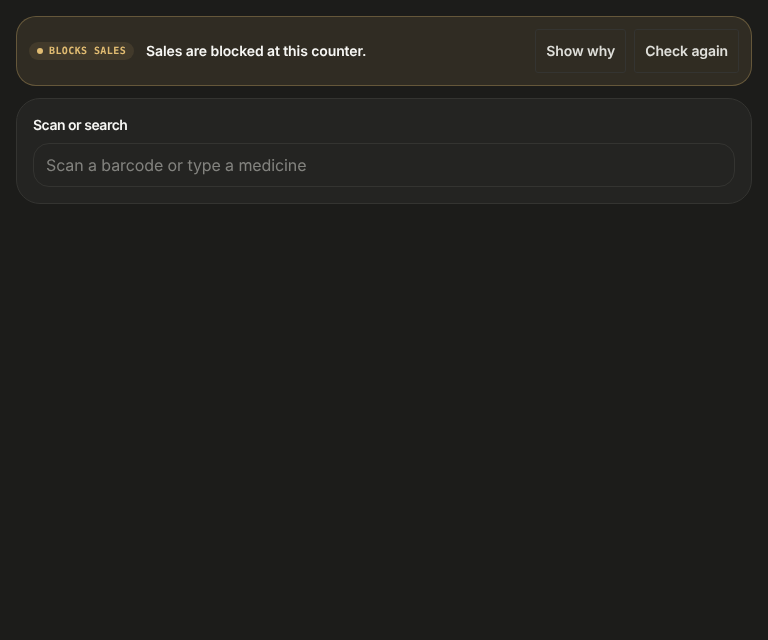 BLOCKS SALES Sales are blocked at this counter. Show why Check again
Scan or search
Scan a barcode or type a medicine